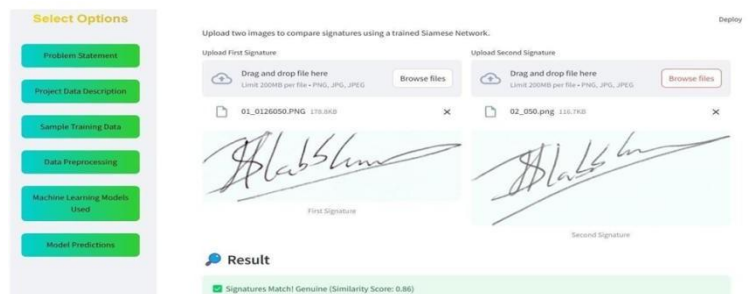 Select Options
Problem Statement
Project Data Description
Sample Training Data
Data Preprocessing
Machine Learning Models
Used
Model Predictions
Deploy
Upload two images to compare signatures using a trained Siamese Network.
Upload First Signature
Drag and drop file here
Limit 200MB per file • PNG, JPG, JPEG
Browse files
01_0126050.PNG 178.8KB
First Signature
Upload Second Signature
Drag and drop file here
Limit 200MB per file • PNG, JPG, JPEG
Browse files
02_050.png 116.7KB
Second Signature
Result
Signatures Match! Genuine (Similarity Score: 0.86)